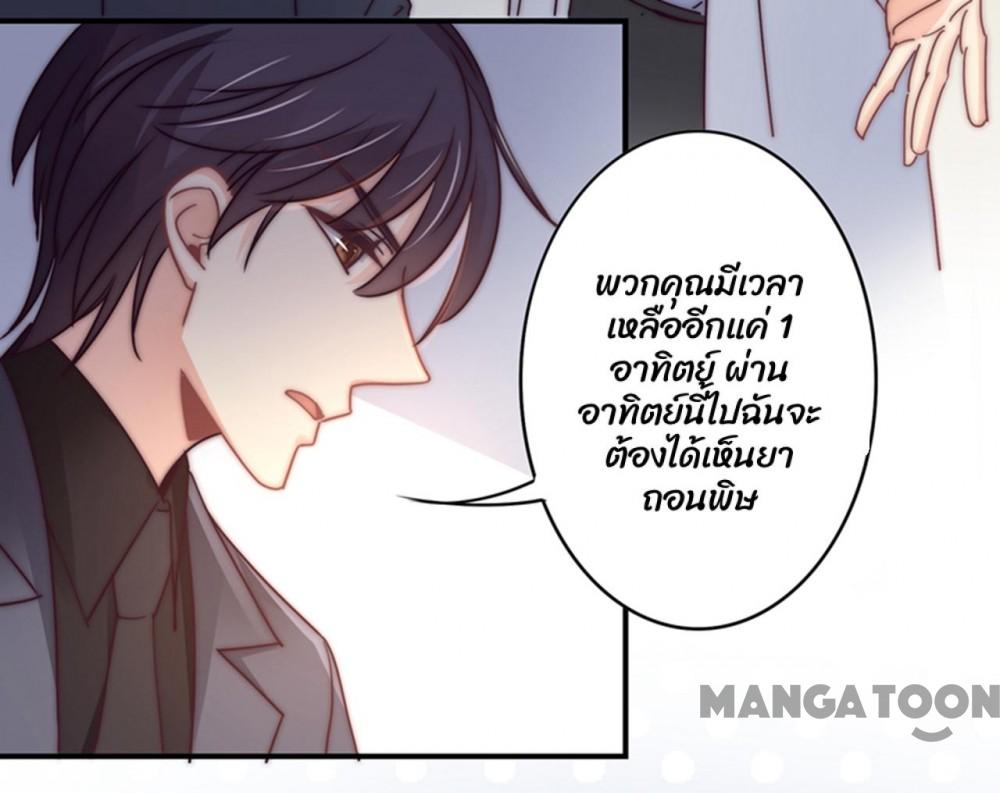 พวกคุณมีเวลา
เหลืออีกแค่ 1
อาทิตย์ ผ่าน
อาทิตย์นี้ไปฉันจะ
ต้องได้เห็นยา
ถอนพิษ
MANGATOON